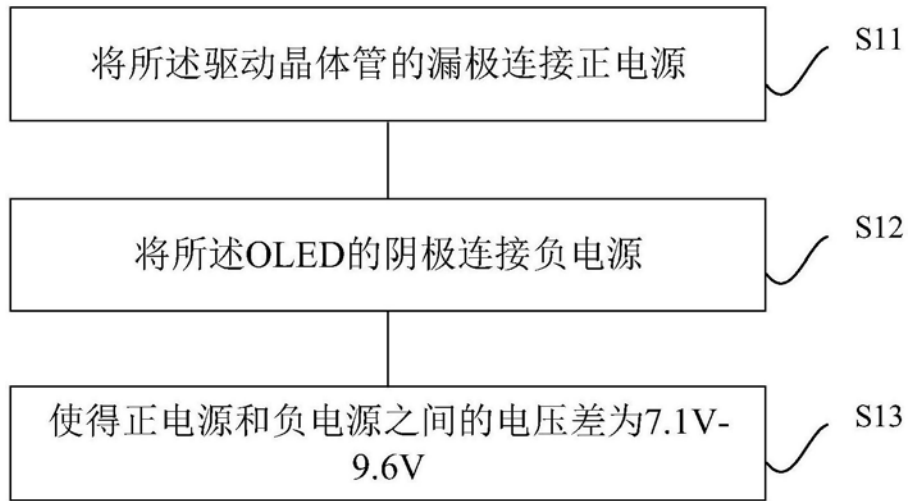 将所述驱动晶体管的漏极连接正电源
S11
将所述OLED的阴极连接负电源
S12
使得正电源和负电源之间的电压差为7.1V-
9.6V
S13